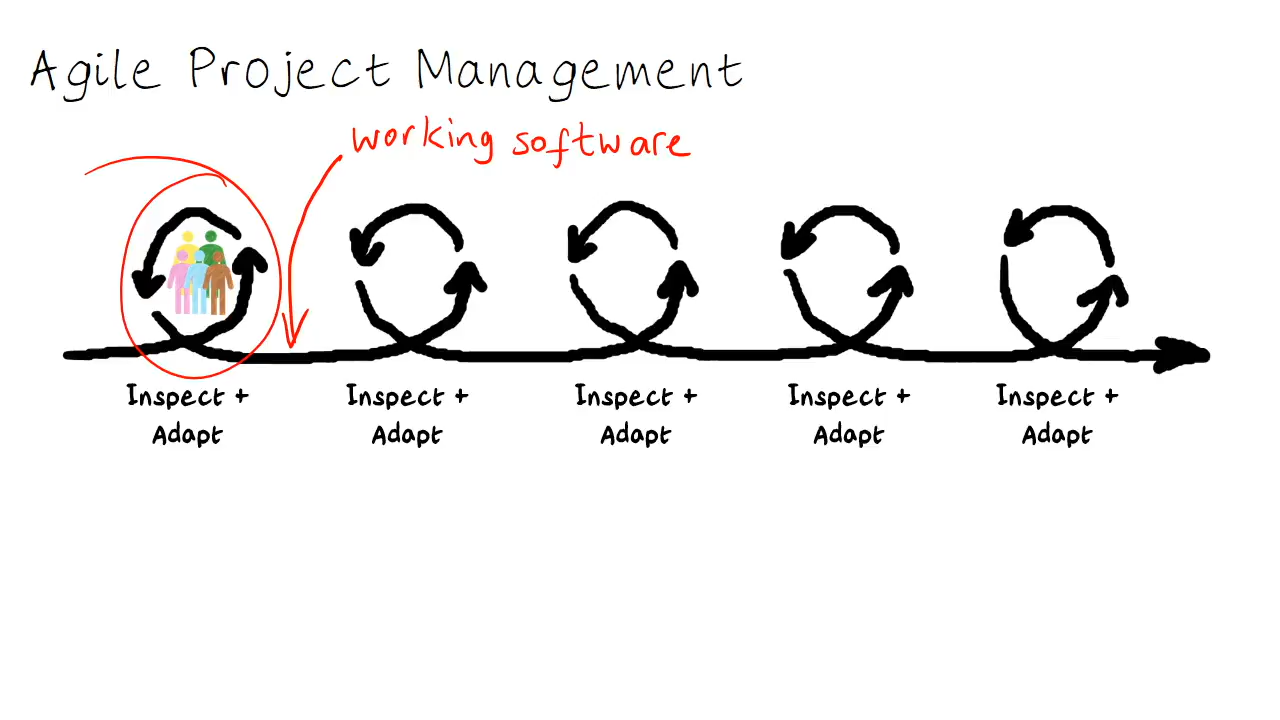 Agile Project Management
working software
Inspect + Inspect + Inspect + Inspect + Inspect +
Adapt Adapt Adapt Adapt Adapt